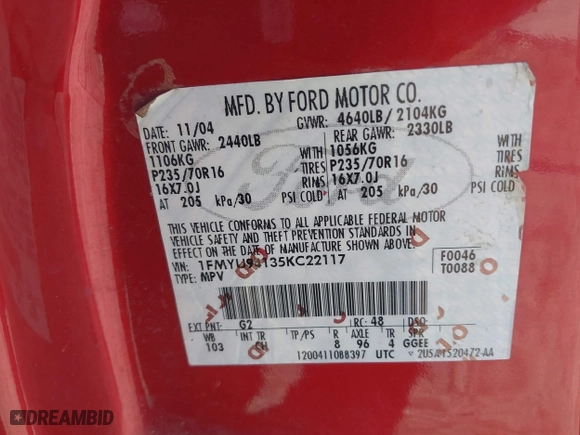 MFD. BY FORD MOTOR CO.
DATE: 11/04 GVWR: 4640LB/ 2104KG
FRONT GAWR: 2440LB REAR GAWR: 2330LB
1106KG WITH 1056KG WITH
P235/70R16 TIRES P235/70R16 TIRES
16X7.0J RIMS 16X7.0J RIMS
AT 205 kPa/30 PSI COLD AT 205 kPa/30 PSI COLD
Ford
THIS VEHICLE CONFORMS TO ALL APPLICABLE FEDERAL MOTOR
VEHICLE SAFETY AND THEFT PREVENTION STANDARDS IN
EFFECT ON THE DATE OF MANUFACTURE SHOWN ABOVE.
VIN: F0046
TYPE: MPV T0088
EXT PNT: G2 RC: 48 DSO:
WB INT TR TP/PS R AXLE TR SPR
103 CH 8 96 4 GGEE
1200411088397 UTC
DREAMBID